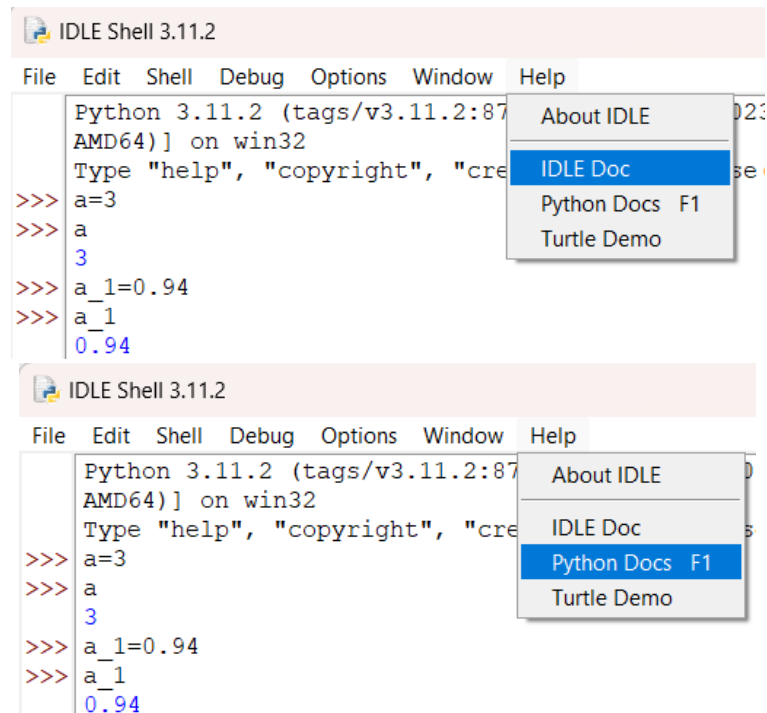 IDLE Shell 3.11.2
File Edit Shell Debug Options Window Help
Python 3.11.2 (tags/v3.11.2:87
AMD64)] on win32
Type "help", "copyright", "cre
>>> a=3
>>> a
3
>>> a_1=0.94
>>> a_1
0.94
About IDLE
IDLE Doc
Python Docs F1
Turtle Demo
IDLE Shell 3.11.2
File Edit Shell Debug Options Window Help
Python 3.11.2 (tags/v3.11.2:87
AMD64)] on win32
Type "help", "copyright", "cre
>>> a=3
>>> a
3
>>> a_1=0.94
>>> a_1
0.94
About IDLE
IDLE Doc
Python Docs F1
Turtle Demo